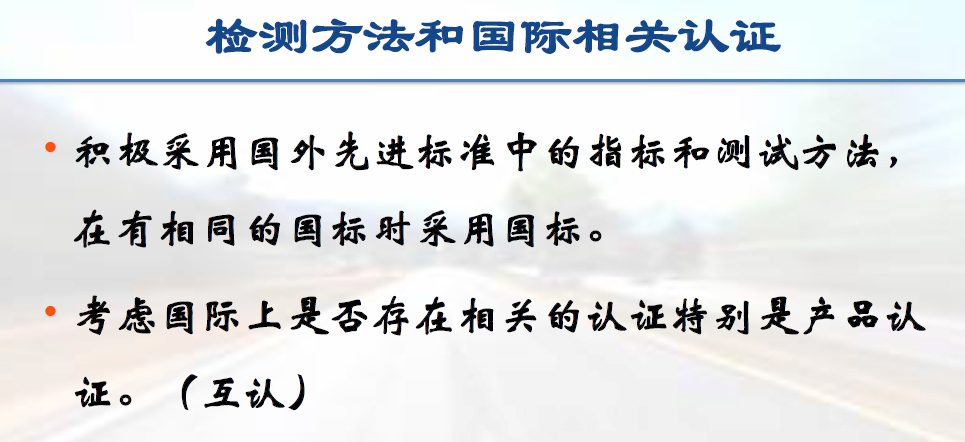 检测方法和国际相关认证
• 积极采用国外先进标准中的指标和测试方法，
在有相同的国标时采用国标。
• 考虑国际上是否存在相关的认证特别是产品认
证。（互认）